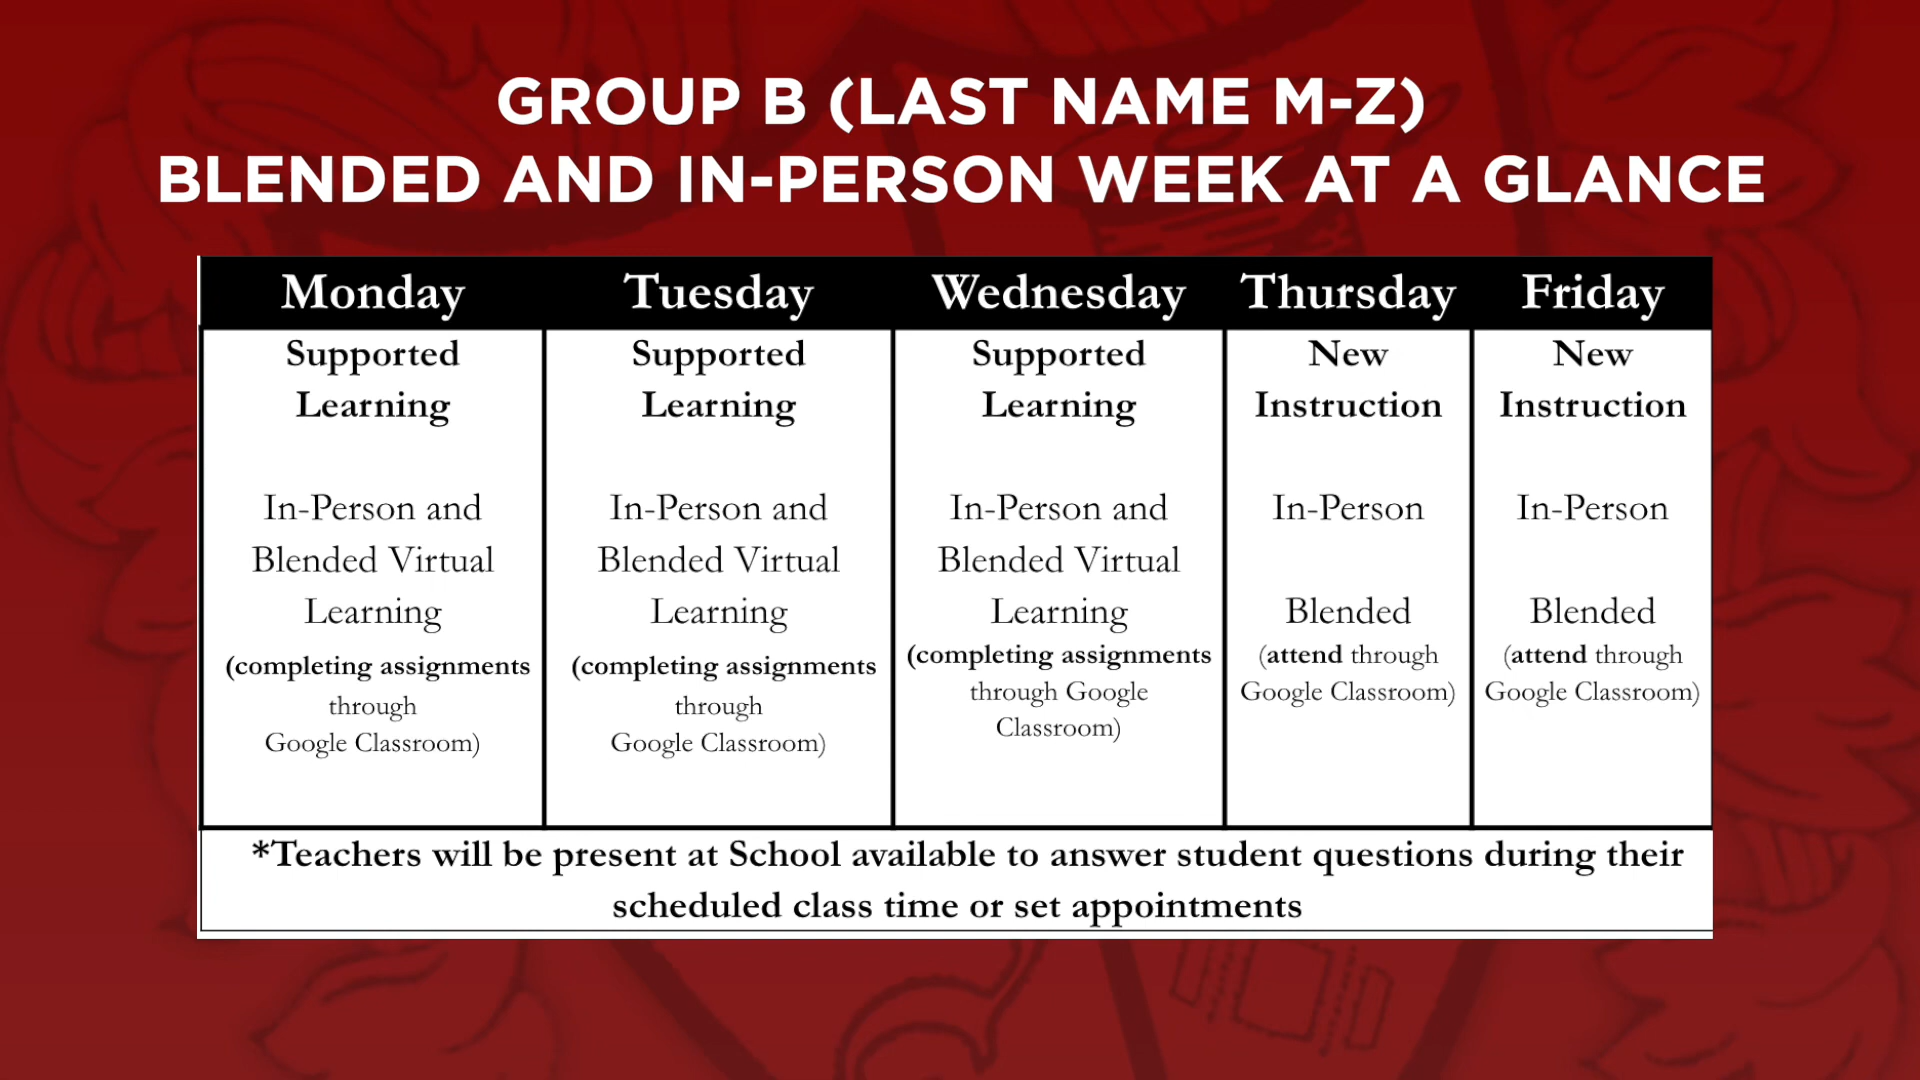 GROUP B (LAST NAME M-Z)
BLENDED AND IN-PERSON WEEK AT A GLANCE
Monday Tuesday Wednesday Thursday Friday
Supported
Learning
In-Person and
Blended Virtual
Learning
(completing assignments
through
Google Classroom)
Supported
Learning
In-Person and
Blended Virtual
Learning
(completing assignments
through
Google Classroom)
Supported
Learning
In-Person and
Blended Virtual
Learning
(completing assignments
through Google
Classroom)
New
Instruction
In-Person
Blended
(attend through
Google Classroom)
New
Instruction
In-Person
Blended
(attend through
Google Classroom)
*Teachers will be present at School available to answer student questions during their
scheduled class time or set appointments